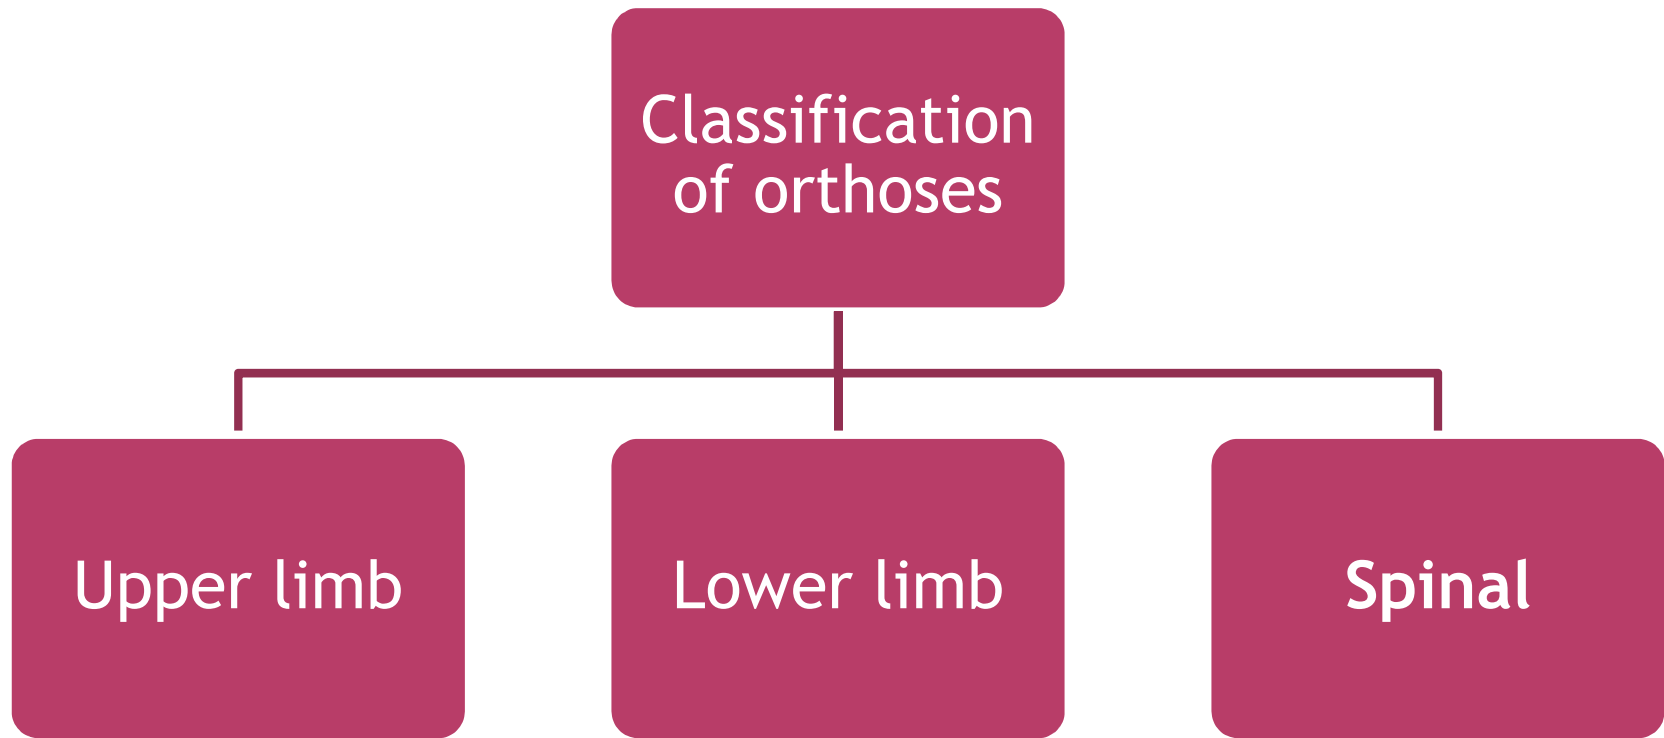 Classification
of orthoses
Upper limb
Lower limb
Spinal